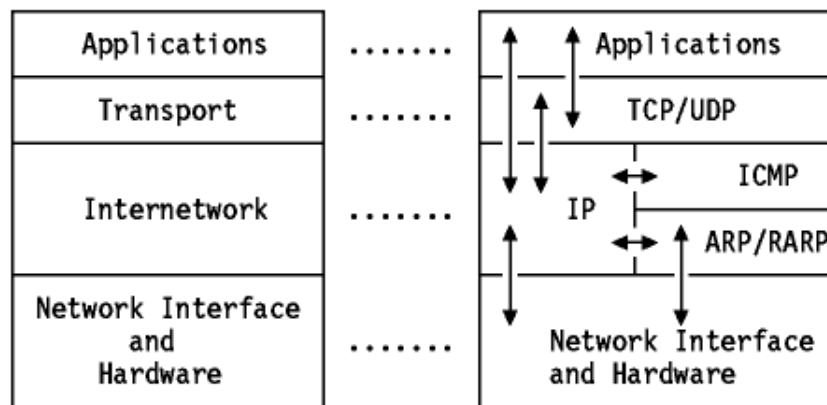 Applications ....... Applications
Transport ....... TCP/UDP
ICMP
Internetwork ....... IP
ARP/RARP
Network Interface
and
Hardware
.......
Network Interface
and Hardware